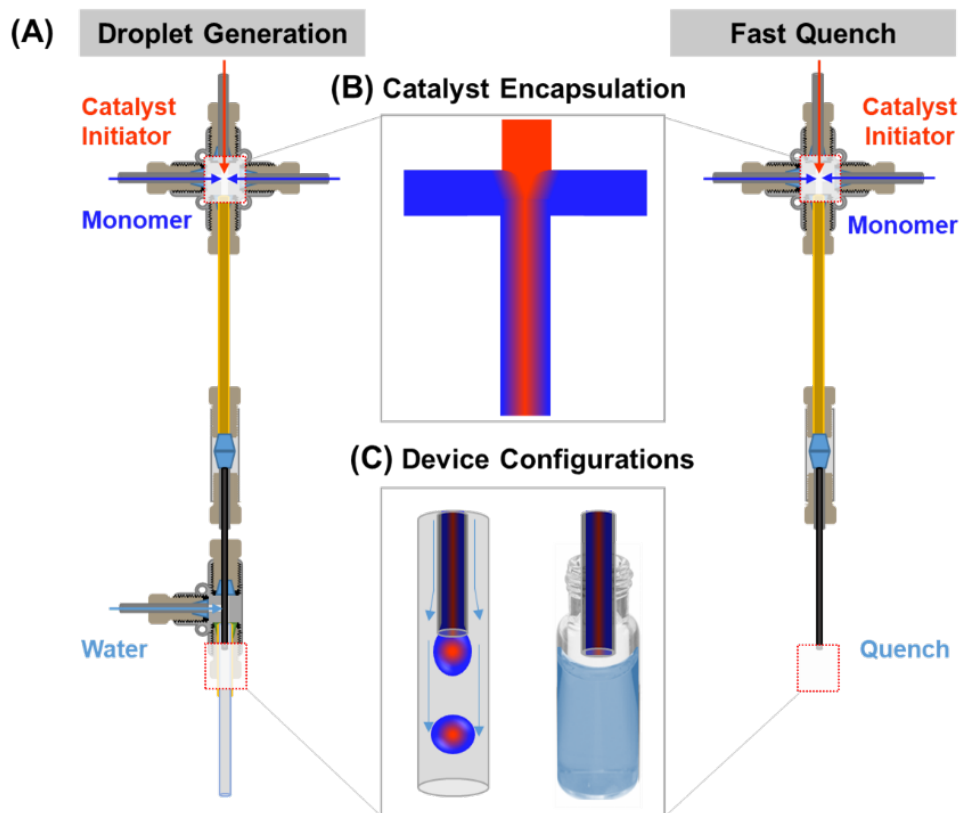 (A)
Droplet Generation
Fast Quench
(B) Catalyst Encapsulation
Catalyst
Initiator
Monomer
Catalyst
Initiator
Monomer
(C) Device Configurations
Water
Quench